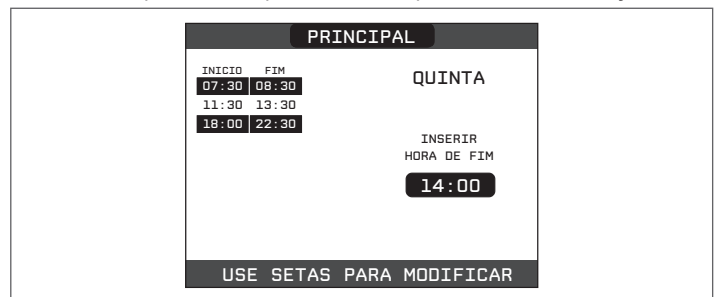 PRINCIPAL
INICIO FIM
07:30 08:30
11:30 13:30
18:00 22:30
QUINTA
INSERIR
HORA DE FIM
14:00
USE SETAS PARA MODIFICAR